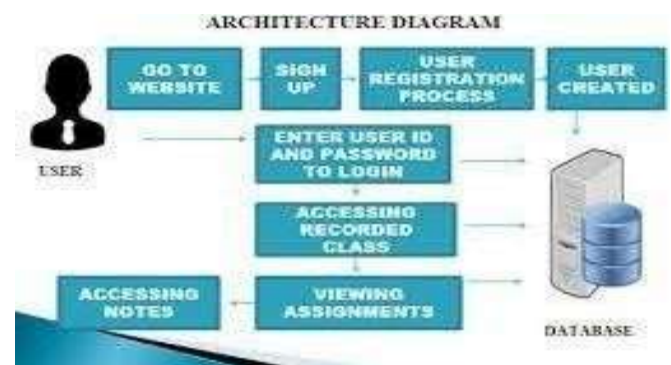 ARCHITECTURE DIAGRAM
GO TO
WEBSITE
SIGN
UP
USER
REGISTRATION
PROCESS
USER
CREATED
USER
ENTER USER ID
AND PASSWORD
TO LOGIN
ACCESSING
RECORDED
CLASS
ACCESSING
NOTES
VIEWING
ASSIGNMENTS
DATABASE